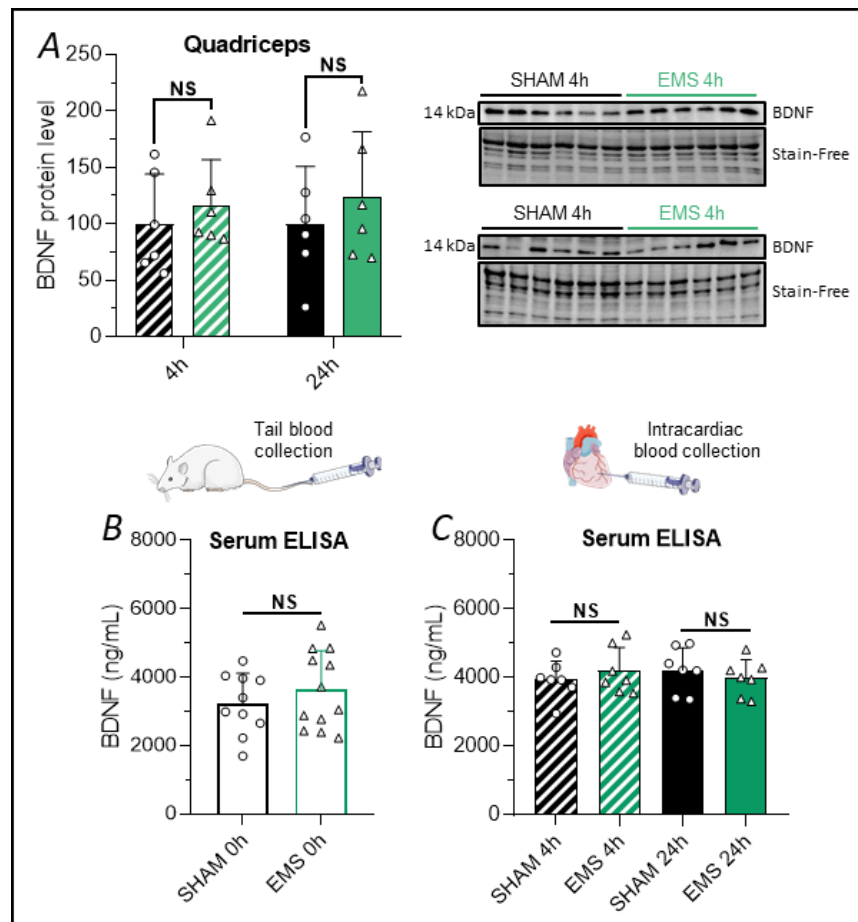 A
Quadriceps
BDNF protein level
250
200
150
100
50
0
NS
NS
4h
24h
SHAM 4h
EMS 4h
14 kDa
BDNF
Stain-Free
SHAM 4h
EMS 4h
14 kDa
BDNF
Stain-Free
Tail blood
collection
Intracardiac
blood collection
B
Serum ELISA
BDNF (ng/mL)
8000
6000
4000
2000
0
NS
SHAM 0h
EMS 0h
C
Serum ELISA
BDNF (ng/mL)
8000
6000
4000
2000
0
NS
NS
SHAM 4h
EMS 4h
SHAM 24h
EMS 24h